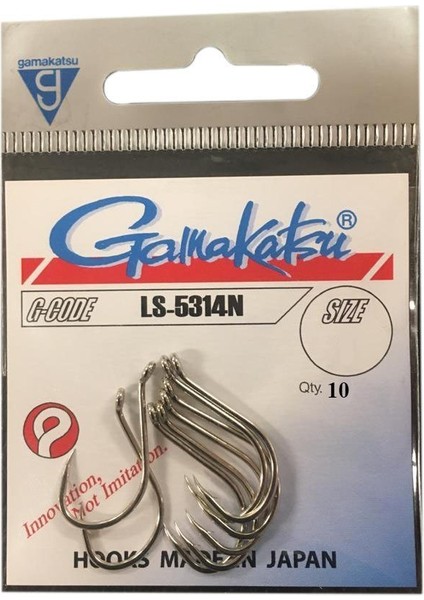 gamakatsu
g
Gamakatsu®
G-CODE LS-5314N SIZE
Qty. 10
Innovation,
Not Imitation.
HOOKS MADE IN JAPAN